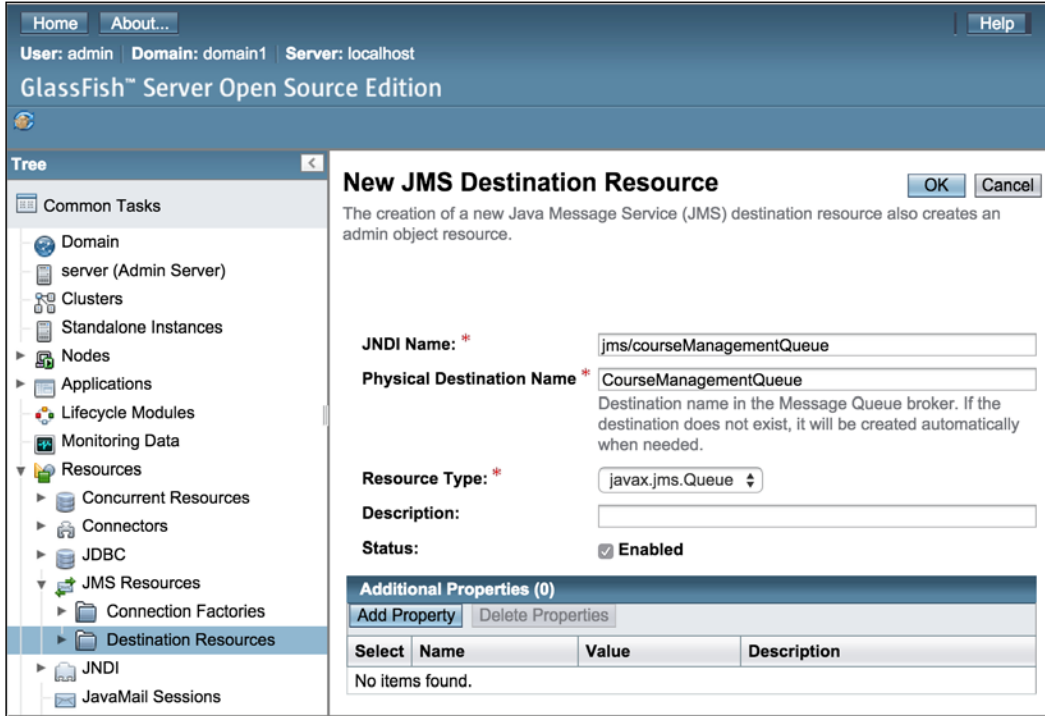 Home About... Help
User: admin | Domain: domain1 | Server: localhost
GlassFish™ Server Open Source Edition
Tree
Common Tasks
Domain
server (Admin Server)
Clusters
Standalone Instances
Nodes
Applications
Lifecycle Modules
Monitoring Data
Resources
Concurrent Resources
Connectors
JDBC
JMS Resources
Connection Factories
Destination Resources
JNDI
JavaMail Sessions
New JMS Destination Resource
OK Cancel
The creation of a new Java Message Service (JMS) destination resource also creates an
admin object resource.
JNDI Name: * jms/courseManagementQueue
Physical Destination Name * CourseManagementQueue
Destination name in the Message Queue broker. If the
destination does not exist, it will be created automatically
when needed.
Resource Type: * javax.jms.Queue
Description:
Status: Enabled
Additional Properties (0)
Add Property Delete Properties
Select Name Value Description
No items found.